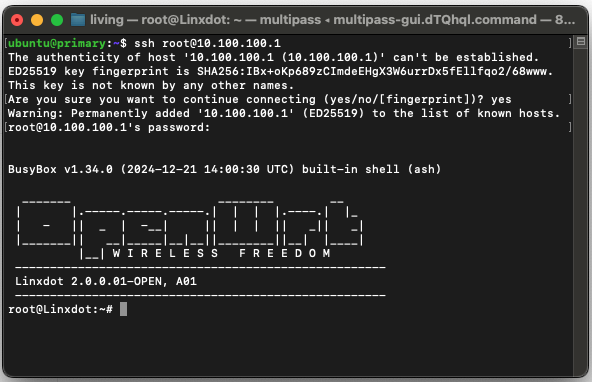 living — root@Linxdot: ~ — multipass ◂ multipass-gui.dTQhql.command — 8...
ubuntu@primary:~$ ssh root@10.100.100.1
The authenticity of host '10.100.100.1 (10.100.100.1)' can't be established.
ED25519 key fingerprint is SHA256:IBx+oKp689zCImdeEHgX3W6urrDx5fEllfqo2/68www.
This key is not known by any other names.
Are you sure you want to continue connecting (yes/no/[fingerprint])? yes
Warning: Permanently added '10.100.100.1' (ED25519) to the list of known hosts.
root@10.100.100.1's password:
BusyBox v1.34.0 (2024-12-21 14:00:30 UTC) built-in shell (ash)
OpenWrt
W I R E L E S S   F R E E D O M
Linxdot 2.0.0.01-OPEN, A01
root@Linxdot:~#